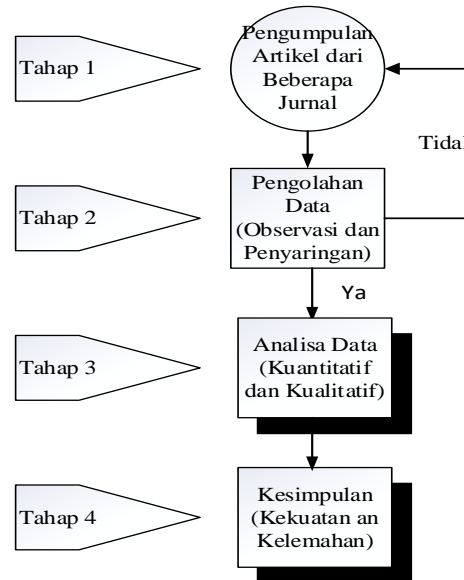 Tahap 1
Pengumpulan
Artikel dari
Beberapa
Jurnal
Tahap 2
Pengolahan
Data
(Observasi dan
Penyaringan)
Ya
Tahap 3
Analisa Data
(Kuantitatif
dan Kualitatif)
Tahap 4
Kesimpulan
(Kekuatan an
Kelemahan)